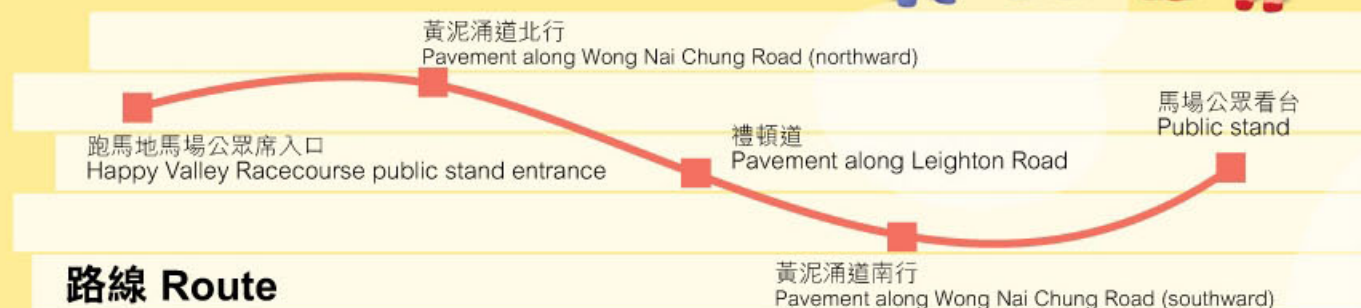 黃泥涌道北行
Pavement along Wong Nai Chung Road (northward)
跑馬地馬場公眾席入口
Happy Valley Racecourse public stand entrance
禮頓道
Pavement along Leighton Road
馬場公眾看台
Public stand
黃泥涌道南行
Pavement along Wong Nai Chung Road (southward)
路線 Route